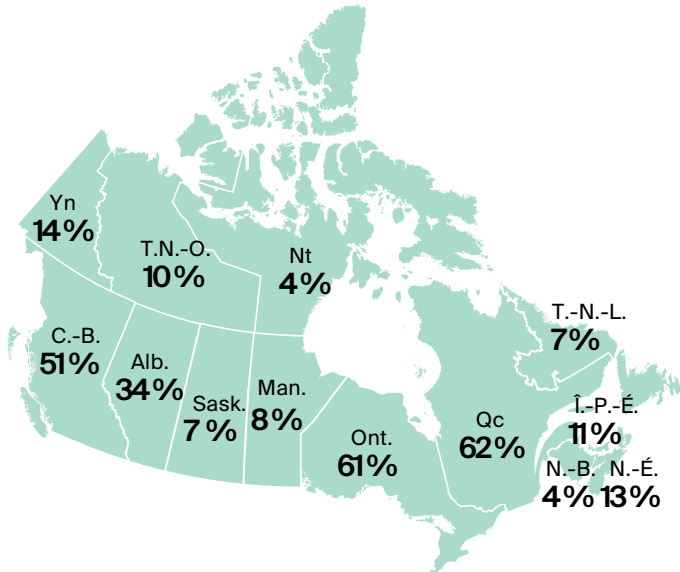 Yn
14%
T.N.-O.
10%
Nt
4%
C.-B.
51%
Alb.
34%
Sask.
7%
Man.
8%
Ont.
61%
Qc
62%
T.-N.-L.
7%
Î.-P.-É.
11%
N.-B.
4%
N.-É.
13%